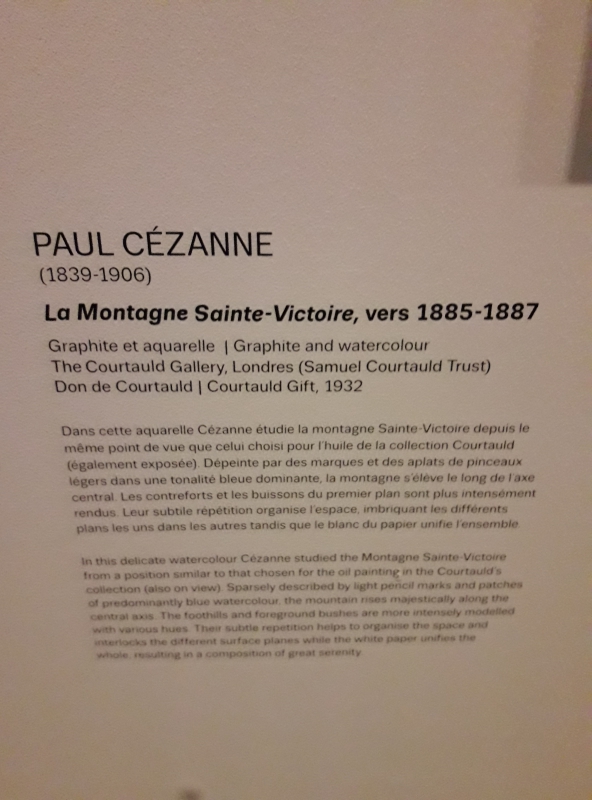 PAUL CÉZANNE
(1839-1906)
La Montagne Sainte-Victoire, vers 1885-1887
Graphite et aquarelle | Graphite and watercolour
The Courtauld Gallery, Londres (Samuel Courtauld Trust)
Don de Courtauld | Courtauld Gift, 1932
Dans cette aquarelle Cézanne étudie la montagne Sainte-Victoire depuis le
même point de vue que celui choisi pour l'huile de la collection Courtauld
(également exposée). Dépeinte par des marques et des aplats de pinceaux
légers dans une tonalité bleue dominante, la montagne s'élève le long de l'axe
central. Les contreforts et les buissons du premier plan sont plus intensément
rendus. Leur subtile répétition organise l'espace, imbriquant les différents
plans les uns dans les autres tandis que le blanc du papier unifie l'ensemble.
In this delicate watercolour Cézanne studied the Montagne Sainte-Victoire
from a position similar to that chosen for the oil painting in the Courtauld's
collection (also on view). Sparsely described by light pencil marks and patches
of predominantly blue watercolour, the mountain rises majestically along the
central axis. The foothills and foreground bushes are more intensely modelled
with various hues. Their subtle repetition helps to organise the space and
interlocks the different surface planes while the white paper unifies the
whole, resulting in a composition of great serenity.